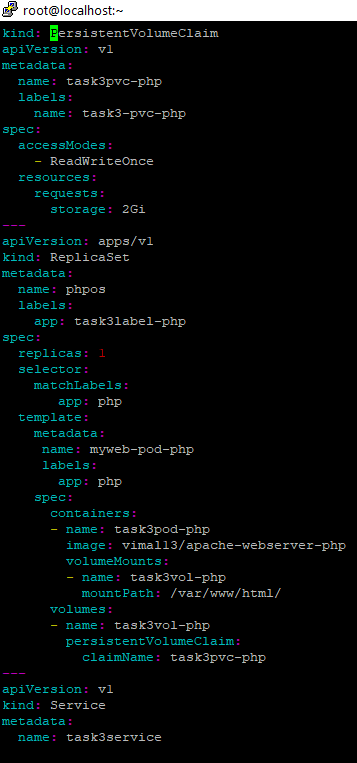 root@localhost:~
kind: PersistentVolumeClaim
apiVersion: v1
metadata:
  name: task3pvc-php
  labels:
    name: task3-pvc-php
spec:
  accessModes:
    - ReadWriteOnce
  resources:
    requests:
      storage: 2Gi
---
apiVersion: apps/v1
kind: ReplicaSet
metadata:
  name: phpos
  labels:
    app: task3label-php
spec:
  replicas: 1
  selector:
    matchLabels:
       app: php
  template:
    metadata:
     name: myweb-pod-php
     labels:
       app: php
    spec:
      containers:
      - name: task3pod-php
        image: vimal13/apache-webserver-php
        volumeMounts:
        - name: task3vol-php
          mountPath: /var/www/html/
      volumes:
      - name: task3vol-php
        persistentVolumeClaim:
          claimName: task3pvc-php
---
apiVersion: v1
kind: Service
metadata:
  name: task3service